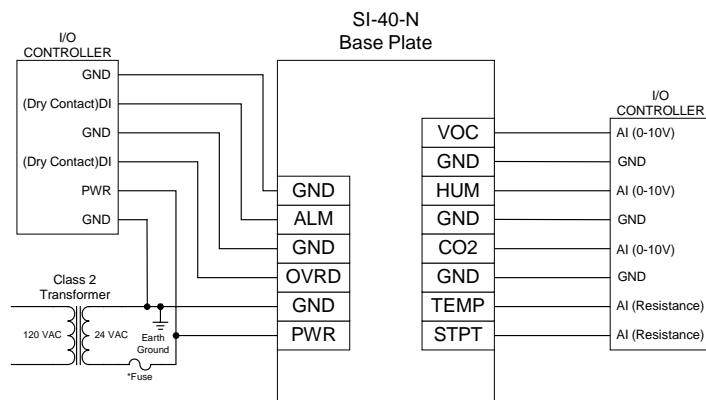 SI-40-N
Base Plate
I/O
CONTROLLER
GND
(Dry Contact)DI
GND
(Dry Contact)DI
PWR
GND
GND
ALM
GND
OVRD
GND
PWR
VOC
GND
HUM
GND
CO2
GND
TEMP
STPT
I/O
CONTROLLER
AI (0-10V)
GND
AI (0-10V)
GND
AI (0-10V)
GND
AI (Resistance)
AI (Resistance)
Class 2
Transformer
120 VAC
24 VAC
Earth
Ground
*Fuse